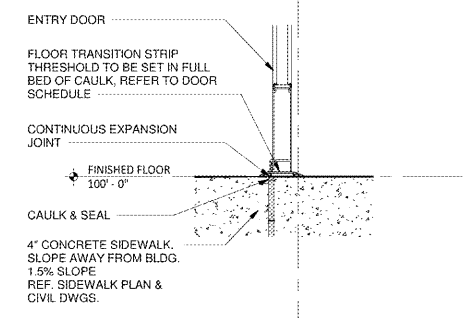 ENTRY DOOR
FLOOR TRANSITION STRIP
THRESHOLD TO BE SET IN FULL
BED OF CAULK, REFER TO DOOR
SCHEDULE
CONTINUOUS EXPANSION
JOINT
FINISHED FLOOR
100' - 0"
CAULK & SEAL
4" CONCRETE SIDEWALK.
SLOPE AWAY FROM BLDG.
1.5% SLOPE
REF. SIDEWALK PLAN &
CIVIL DWGS.